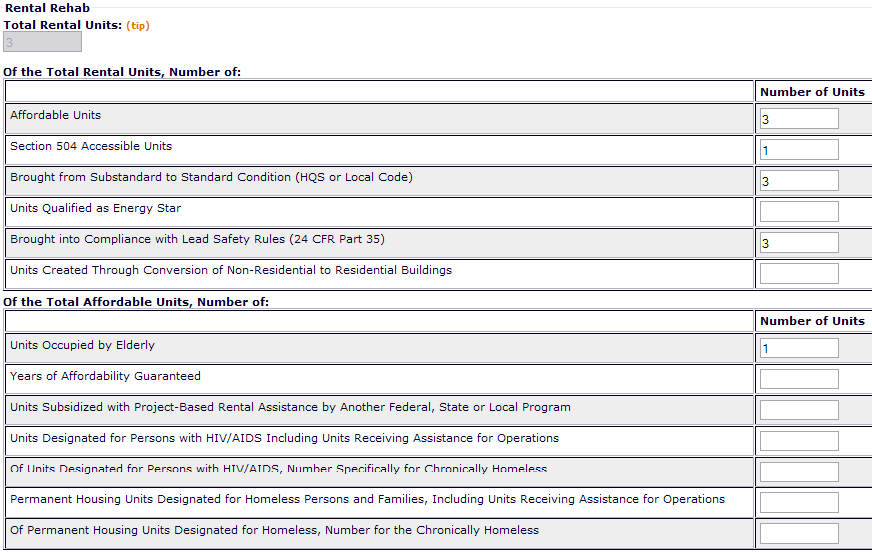 Rental Rehab
Total Rental Units: (tip)
3
Of the Total Rental Units, Number of:
Number of Units
Affordable Units 3
Section 504 Accessible Units 1
Brought from Substandard to Standard Condition (HQS or Local Code) 3
Units Qualified as Energy Star
Brought into Compliance with Lead Safety Rules (24 CFR Part 35) 3
Units Created Through Conversion of Non-Residential to Residential Buildings
Of the Total Affordable Units, Number of:
Number of Units
Units Occupied by Elderly 1
Years of Affordability Guaranteed
Units Subsidized with Project-Based Rental Assistance by Another Federal, State or Local Program
Units Designated for Persons with HIV/AIDS Including Units Receiving Assistance for Operations
Of Units Designated for Persons with HIV/AIDS, Number Specifically for Chronically Homeless
Permanent Housing Units Designated for Homeless Persons and Families, Including Units Receiving Assistance for Operations
Of Permanent Housing Units Designated for Homeless, Number for the Chronically Homeless